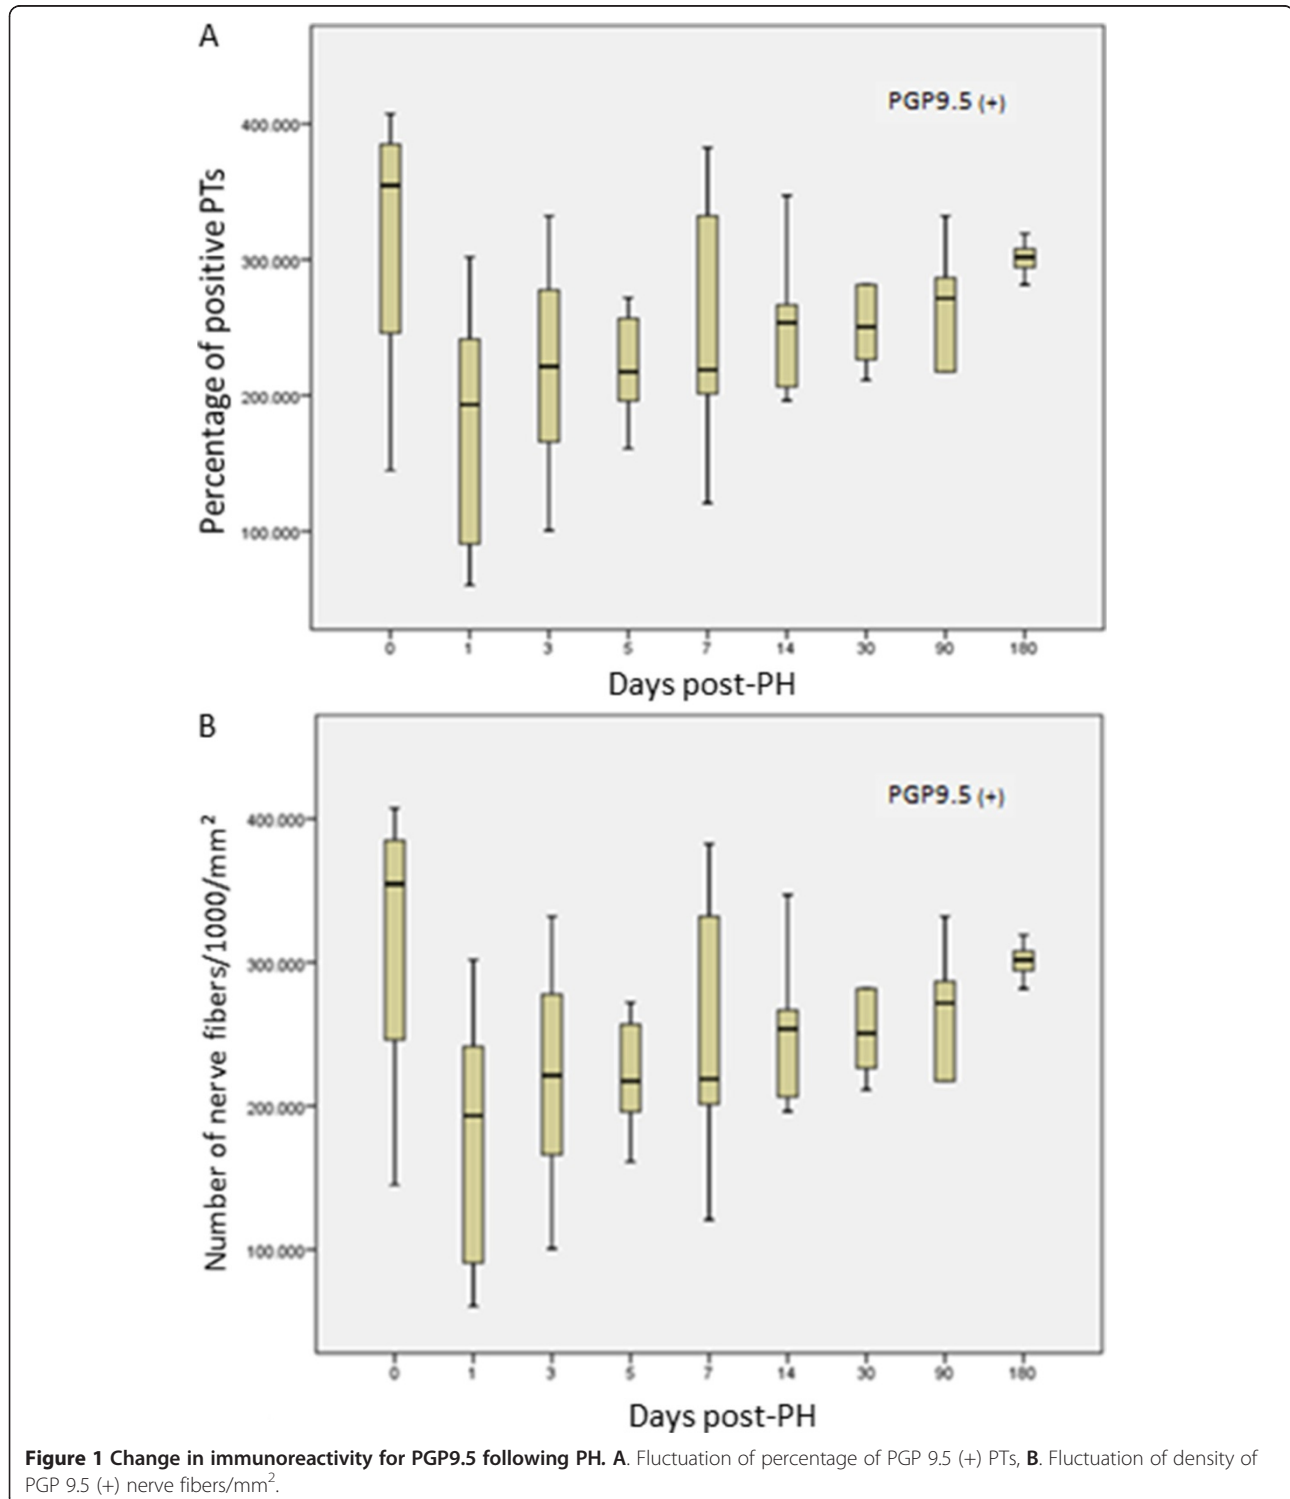 A
PGP9.5 (+)
Percentage of positive PTs
400.000
300.000
200.000
100.000
0 1 3 5 7 14 30 90 180
Days post-PH
B
PGP9.5 (+)
Number of nerve fibers/1000/mm²
400.000
300.000
200.000
100.000
0 1 3 5 7 14 30 90 180
Days post-PH
Figure 1 Change in immunoreactivity for PGP9.5 following PH. A. Fluctuation of percentage of PGP 9.5 (+) PTs, B. Fluctuation of density of
PGP 9.5 (+) nerve fibers/mm².